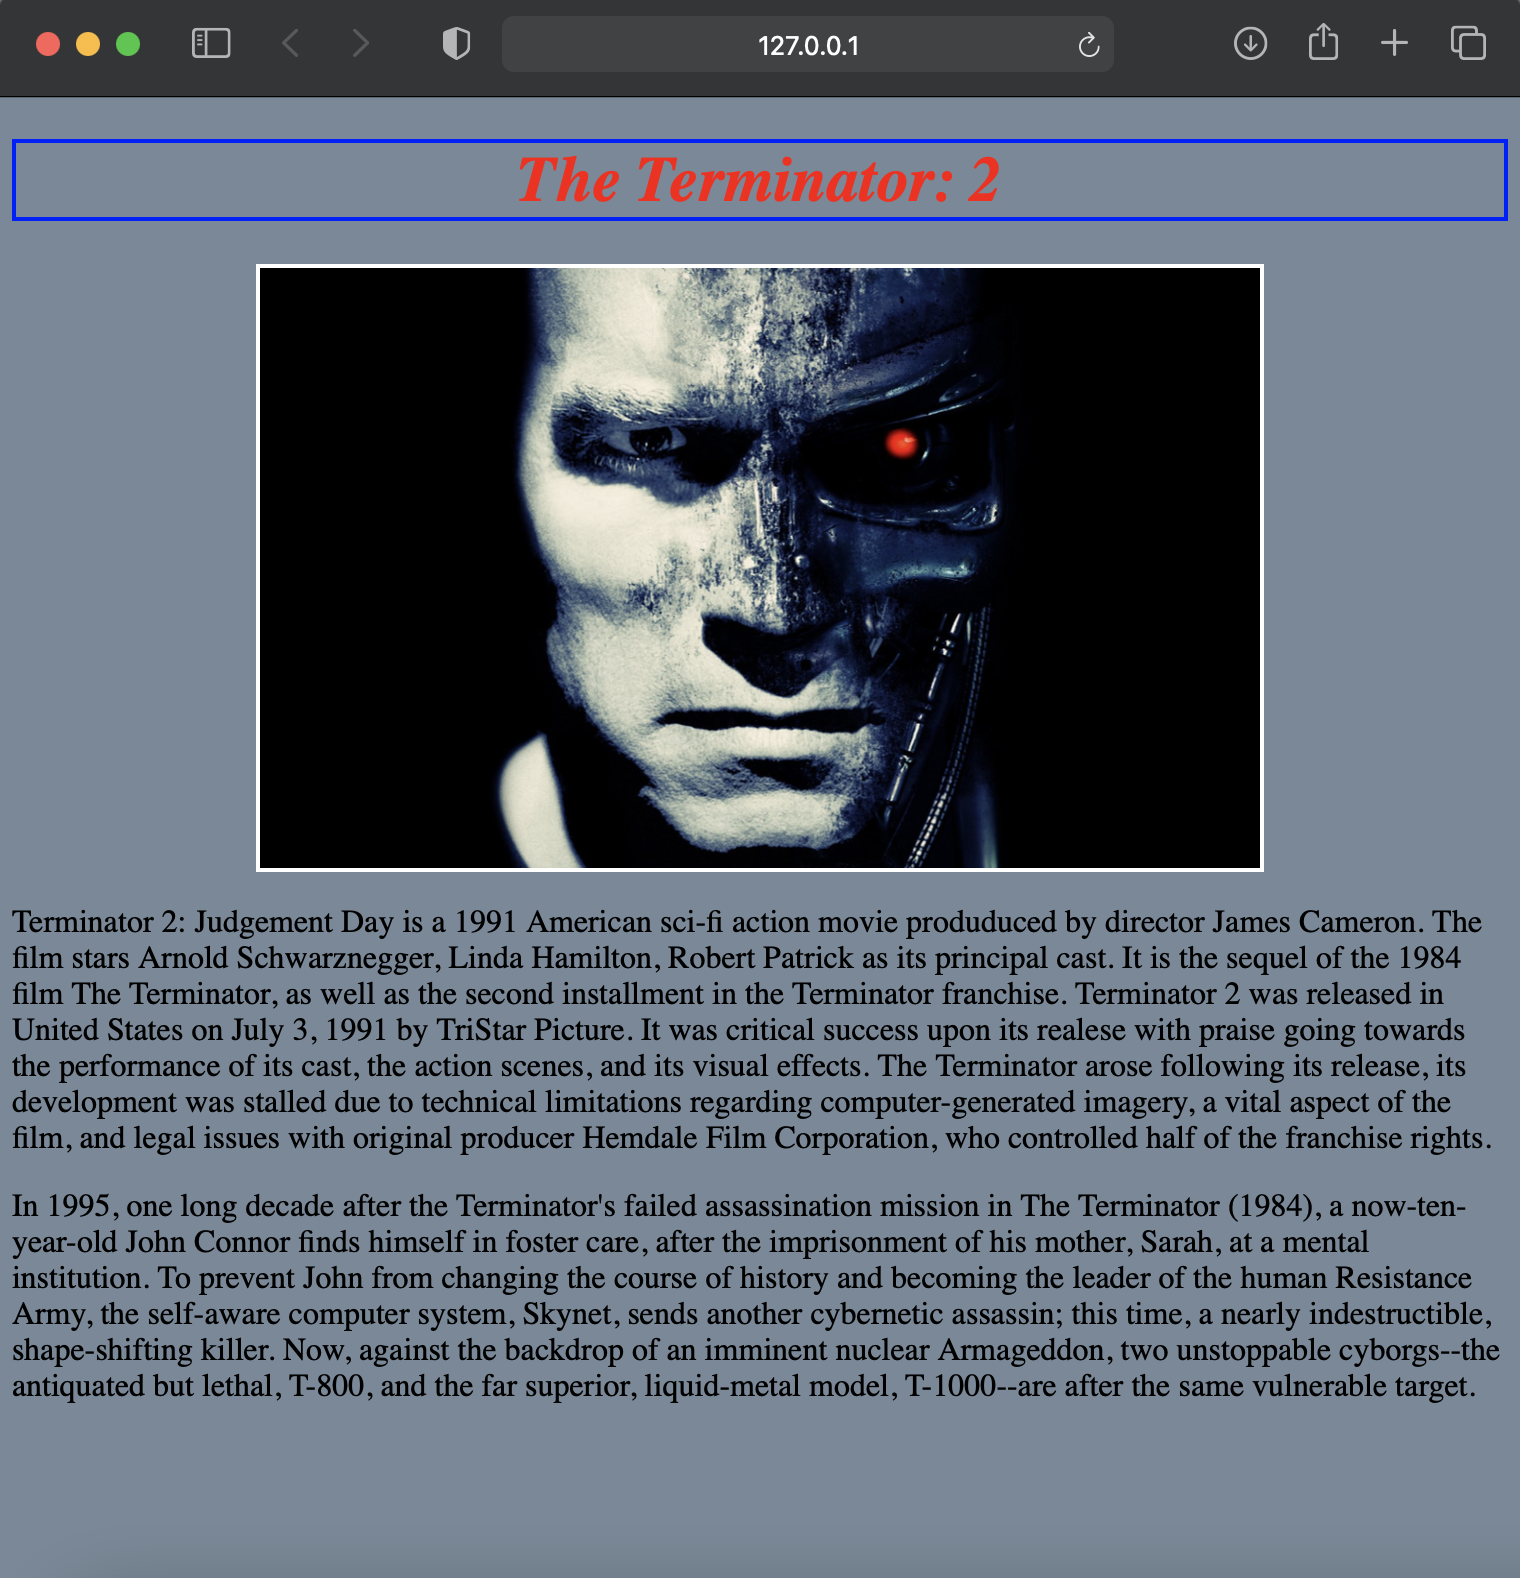 127.0.0.1
The Terminator: 2
Terminator 2: Judgement Day is a 1991 American sci-fi action movie produduced by director James Cameron. The
film stars Arnold Schwarznegger, Linda Hamilton, Robert Patrick as its principal cast. It is the sequel of the 1984
film The Terminator, as well as the second installment in the Terminator franchise. Terminator 2 was released in
United States on July 3, 1991 by TriStar Picture. It was critical success upon its realese with praise going towards
the performance of its cast, the action scenes, and its visual effects. The Terminator arose following its release, its
development was stalled due to technical limitations regarding computer-generated imagery, a vital aspect of the
film, and legal issues with original producer Hemdale Film Corporation, who controlled half of the franchise rights.
In 1995, one long decade after the Terminator's failed assassination mission in The Terminator (1984), a now-ten-
year-old John Connor finds himself in foster care, after the imprisonment of his mother, Sarah, at a mental
institution. To prevent John from changing the course of history and becoming the leader of the human Resistance
Army, the self-aware computer system, Skynet, sends another cybernetic assassin; this time, a nearly indestructible,
shape-shifting killer. Now, against the backdrop of an imminent nuclear Armageddon, two unstoppable cyborgs--the
antiquated but lethal, T-800, and the far superior, liquid-metal model, T-1000--are after the same vulnerable target.